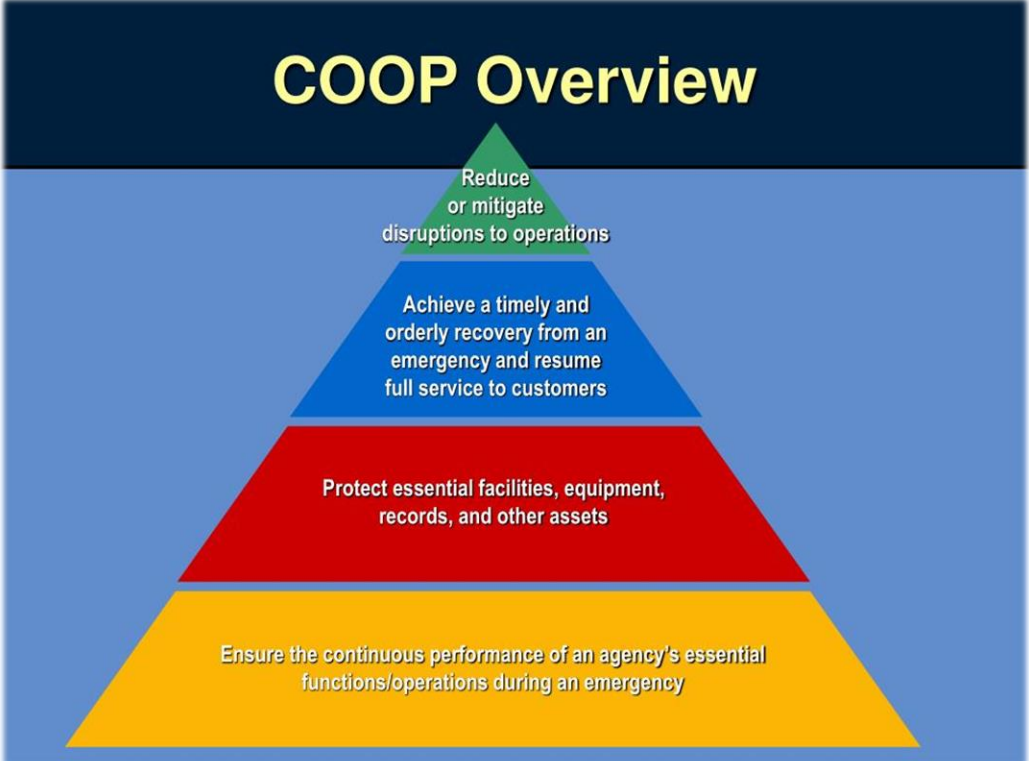 COOP Overview
Reduce
or mitigate
disruptions to operations
Achieve a timely and
orderly recovery from an
emergency and resume
full service to customers
Protect essential facilities, equipment,
records, and other assets
Ensure the continuous performance of an agency's essential
functions/operations during an emergency